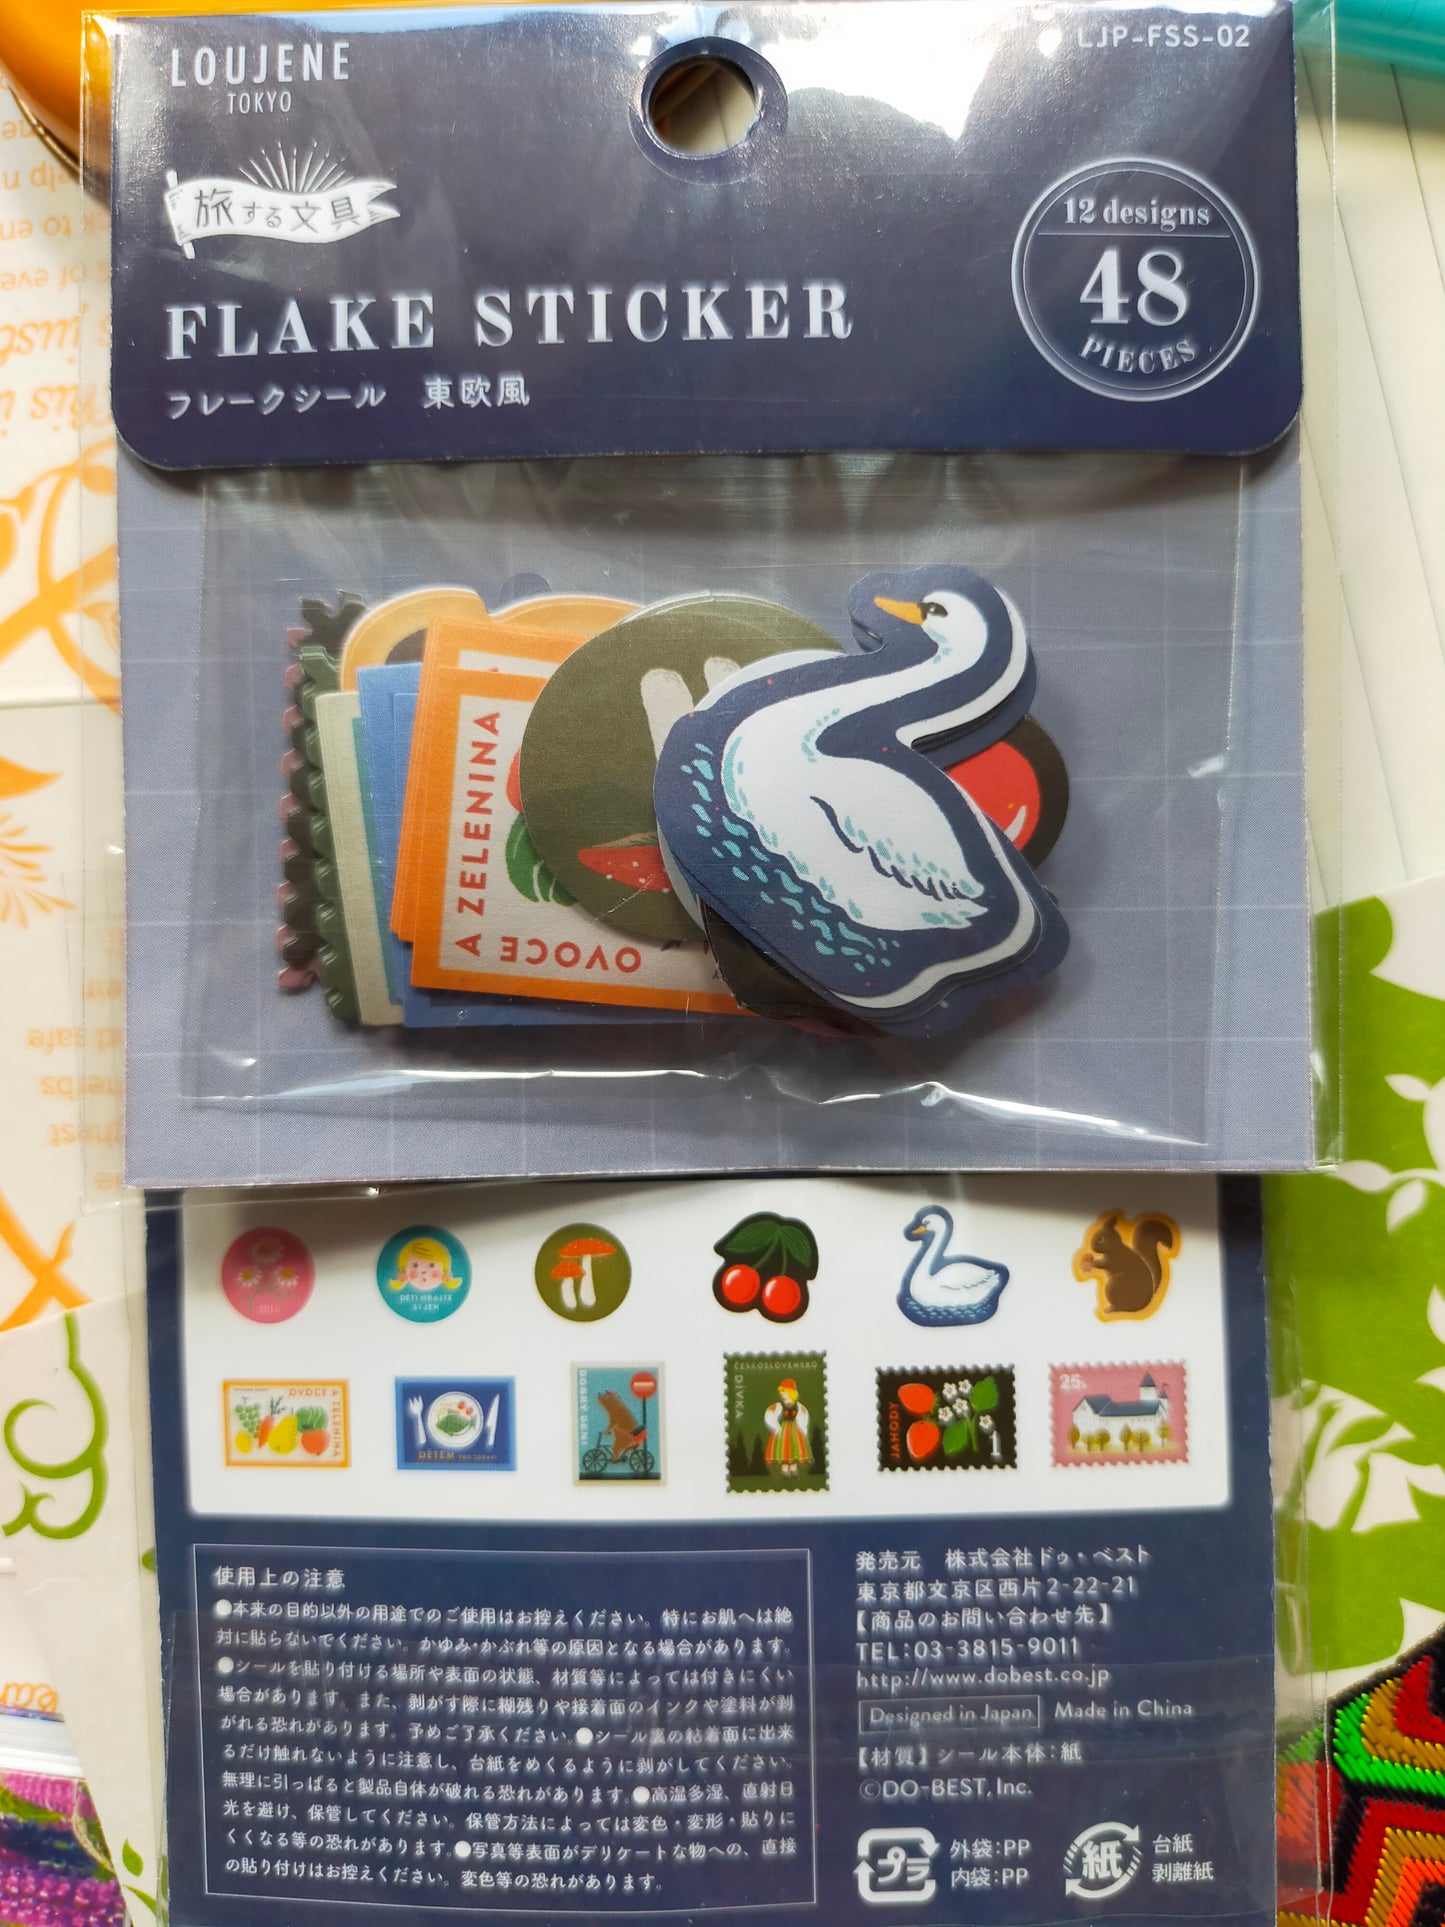 LOUJENE
TOKYO
LJP-FSS-02
旅する文具
12 designs
48
PIECES
FLAKE STICKER
フレークシール 東欧風
A ZELENINA
OVOCE
1818
DĚTI HRAJTE
SI JEN
OVOCE A
ZELENINA
DĚTEM
DOBRÝ DEN!
ČESKOSLOVENSKO
DÍVKA
JAHODY
1
25h
使用上の注意
●本来の目的以外の用途でのご使用はお控えください。特にお肌へは絶
対に貼らないでください。かゆみ・かぶれ等の原因となる場合があります。
●シールを貼り付ける場所や表面の状態、材質等によっては付きにくい
場合があります。また、剥がす際に糊残りや接着面のインクや塗料が剥
がれる恐れがあります。予めご了承ください。●シール裏の粘着面に出来
るだけ触れないように注意し、台紙をめくるように剥がしてください。
無理に引っぱると製品自体が破れる恐れがあります。●高温多湿、直射日
光を避け、保管してください。保管方法によっては変色・変形・貼りに
くくなる等の恐れがあります。●写真等表面がデリケートな物への、直接
の貼り付けはお控えください。変色等の恐れがあります。
発売元 株式会社ドゥ・ベスト
東京都文京区西片2-22-21
【商品のお問い合わせ先】
TEL:03-3815-9011
http://www.dobest.co.jp
Designed in Japan Made in China
【材質】シール本体:紙
©DO-BEST, Inc.
プラ
外袋:PP
内袋:PP
紙
台紙
剥離紙